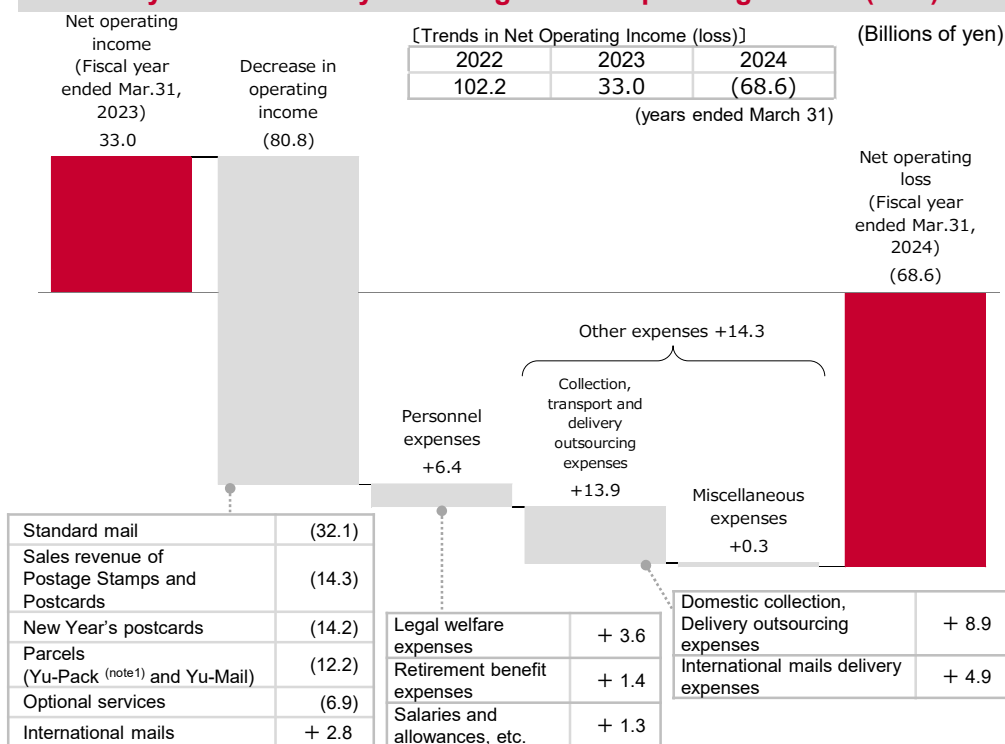 Net operating
income
(Fiscal year
ended Mar.31,
2023)
33.0
Decrease in
operating
income
(80.8)
〔Trends in Net Operating Income (loss)〕
(Billions of yen)
2022 2023 2024
102.2 33.0 (68.6)
(years ended March 31)
Net operating
loss
(Fiscal year
ended Mar.31,
2024)
(68.6)
Other expenses +14.3
Personnel
expenses
+6.4
Collection,
transport and
delivery
outsourcing
expenses
+13.9
Miscellaneous
expenses
+0.3
Standard mail (32.1)
Sales revenue of
Postage Stamps and
Postcards
(14.3)
New Year's postcards (14.2)
Parcels
(Yu-Pack (note1) and Yu-Mail)
(12.2)
Optional services (6.9)
International mails + 2.8
Legal welfare
expenses
+ 3.6
Retirement benefit
expenses
+ 1.4
Salaries and
allowances, etc.
+ 1.3
Domestic collection,
Delivery outsourcing
expenses
+ 8.9
International mails delivery
expenses
+ 4.9